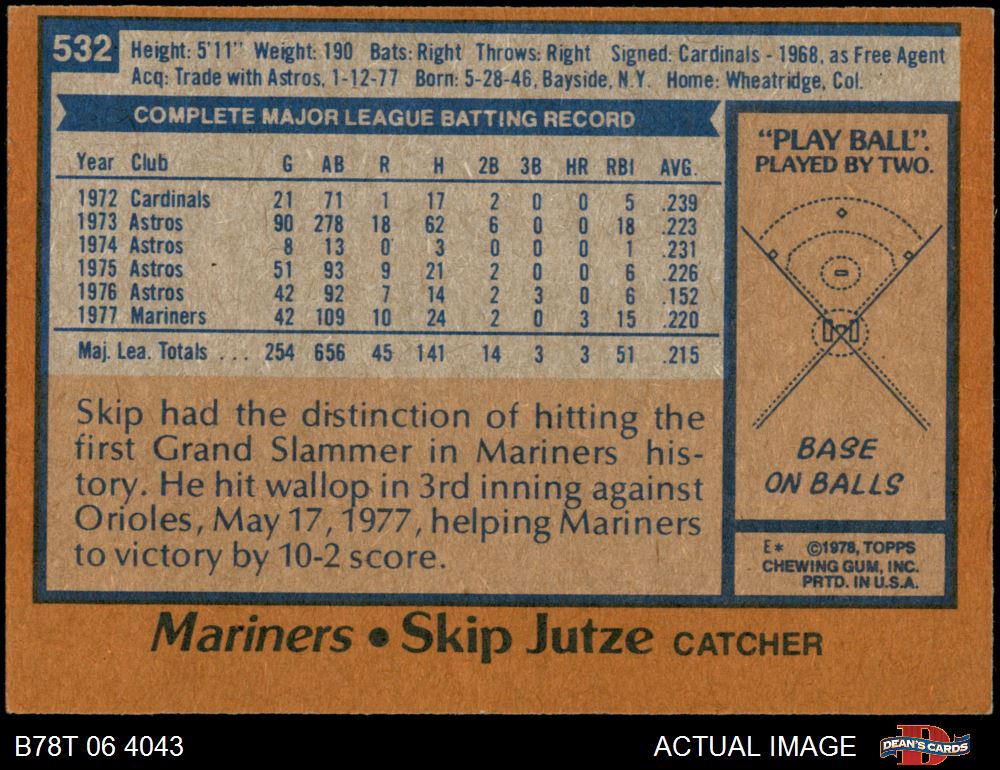 532
Height: 5'11" Weight: 190 Bats: Right Throws: Right Signed: Cardinals - 1968, as Free Agent
Acq: Trade with Astros, 1-12-77 Born: 5-28-46, Bayside, N.Y. Home: Wheatridge, Col.
COMPLETE MAJOR LEAGUE BATTING RECORD
Year Club G AB R H 2B 3B HR RBI AVG.
1972 Cardinals 21 71 1 17 2 0 0 5 .239
1973 Astros 90 278 18 62 6 0 0 18 .223
1974 Astros 8 13 0 3 0 0 0 1 .231
1975 Astros 51 93 9 21 2 0 0 6 .226
1976 Astros 42 92 7 14 2 3 0 6 .152
1977 Mariners 42 109 10 24 2 0 3 15 .220
Maj. Lea. Totals ... 254 656 45 141 14 3 3 51 .215
Skip had the distinction of hitting the
first Grand Slammer in Mariners' his-
tory. He hit wallop in 3rd inning against
Orioles, May 17, 1977, helping Mariners
to victory by 10-2 score.
"PLAY BALL".
PLAYED BY TWO.
BASE
ON BALLS
E* ©1978, TOPPS
CHEWING GUM, INC.
PRTD. IN U.S.A.
Mariners • Skip Jutze CATCHER
B78T 06 4043
ACTUAL IMAGE
DEAN'S CARDS